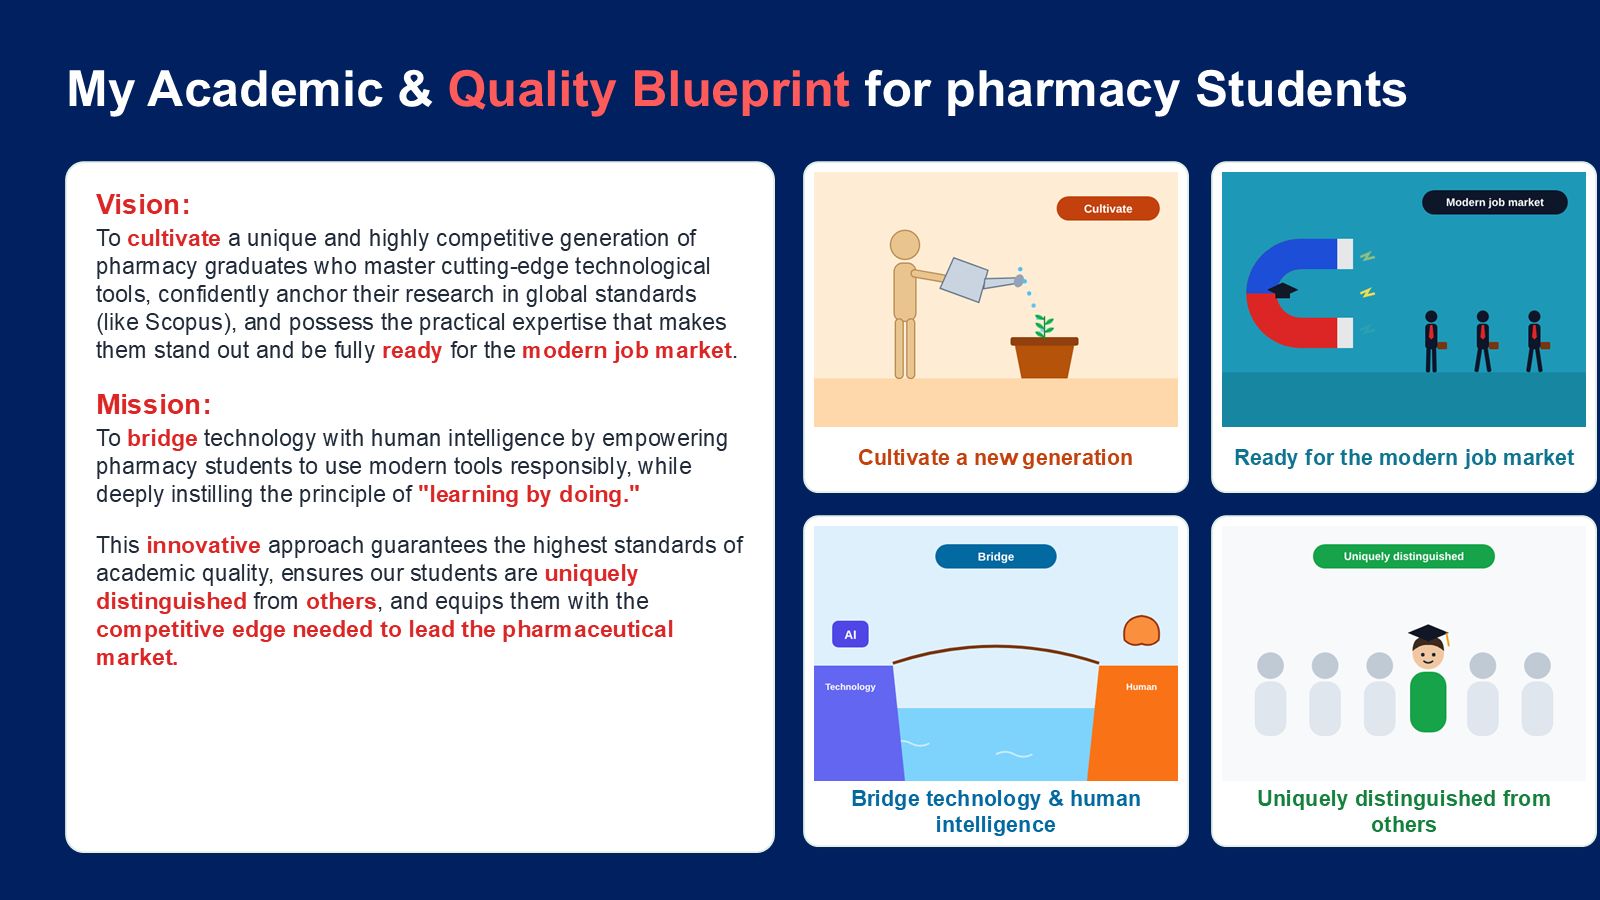 My Academic & Quality Blueprint for pharmacy Students
Vision:
To cultivate a unique and highly competitive generation of
pharmacy graduates who master cutting-edge technological
tools, confidently anchor their research in global standards
(like Scopus), and possess the practical expertise that makes
them stand out and be fully ready for the modern job market.
Mission:
To bridge technology with human intelligence by empowering
pharmacy students to use modern tools responsibly, while
deeply instilling the principle of "learning by doing."
This innovative approach guarantees the highest standards of
academic quality, ensures our students are uniquely
distinguished from others, and equips them with the
competitive edge needed to lead the pharmaceutical
market.
Cultivate
Cultivate a new generation
Modern job market
Ready for the modern job market
Bridge
AI
Technology
Human
Bridge technology & human
intelligence
Uniquely distinguished
Uniquely distinguished from
others